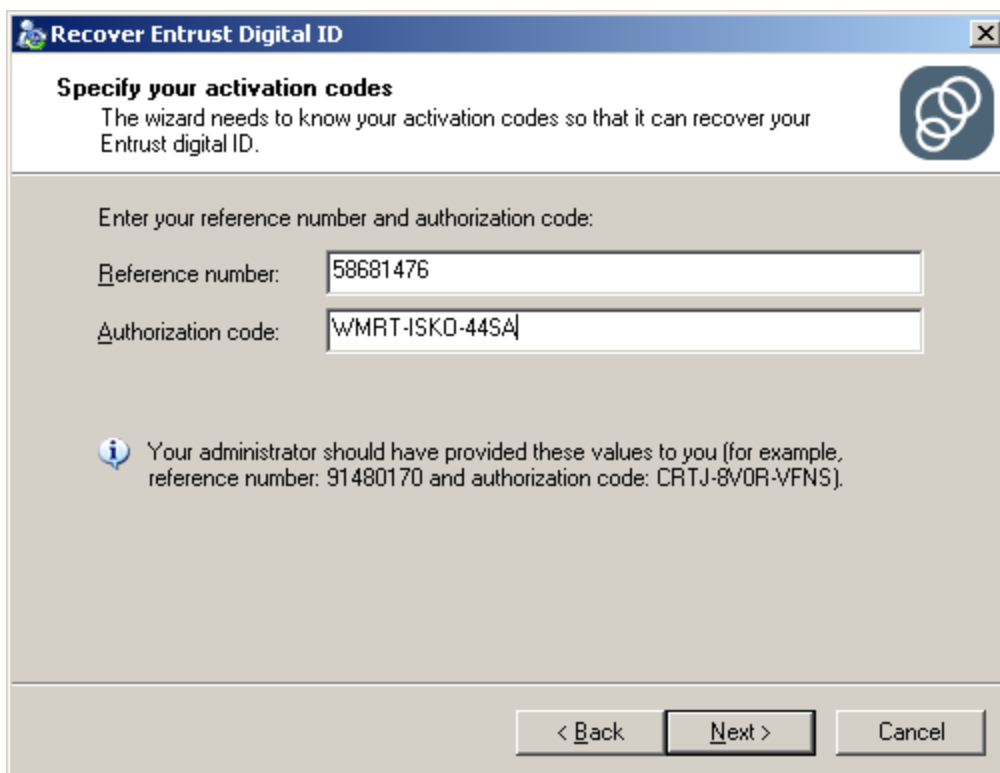 Recover Entrust Digital ID
Specify your activation codes
The wizard needs to know your activation codes so that it can recover your
Entrust digital ID.
Enter your reference number and authorization code:
Reference number: 58681476
Authorization code: WMRT-ISKO-44SA
Your administrator should have provided these values to you (for example,
reference number: 91480170 and authorization code: CRTJ-8V0R-VFNS).
< Back Next > Cancel